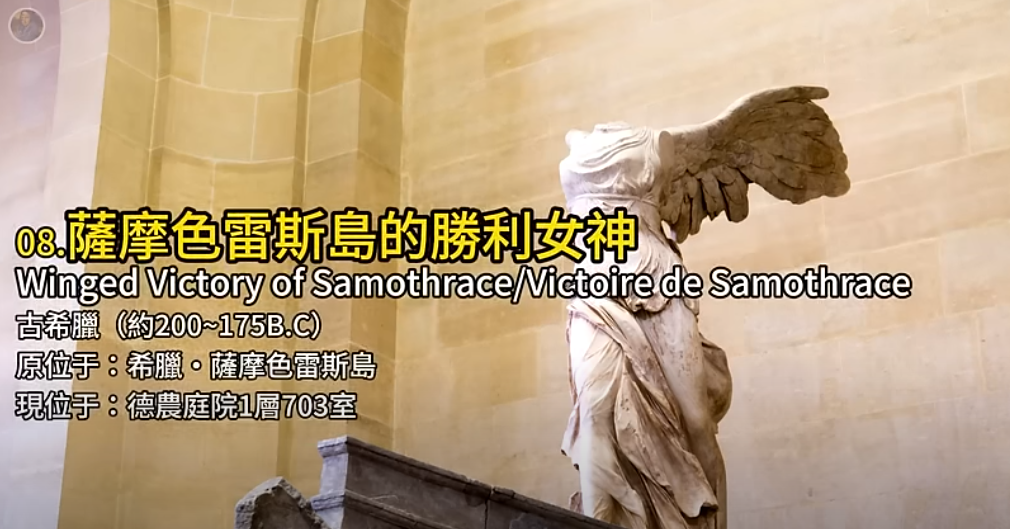 08.薩摩色雷斯島的勝利女神
Winged Victory of Samothrace/Victoire de Samothrace
古希臘（約200~175B.C）
原位于：希臘·薩摩色雷斯島
現位于：德農庭院1層703室